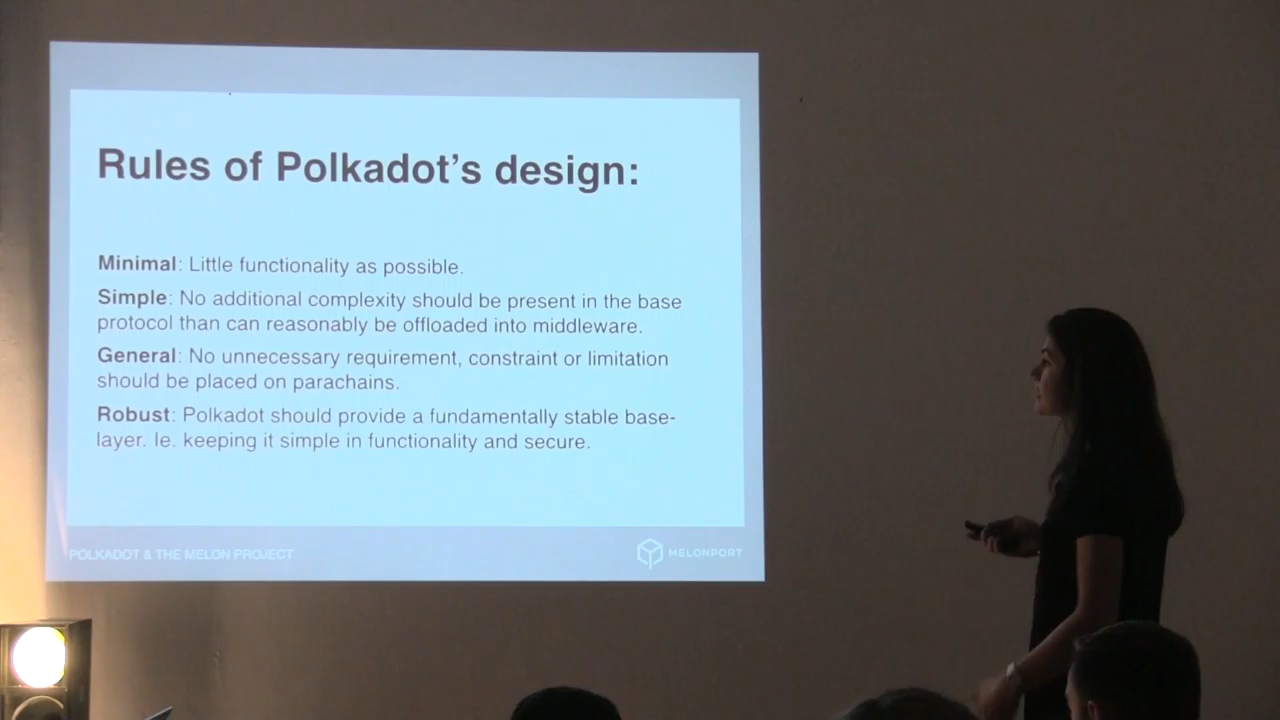 Rules of Polkadot's design:
Minimal: Little functionality as possible.
Simple: No additional complexity should be present in the base
protocol than can reasonably be offloaded into middleware.
General: No unnecessary requirement, constraint or limitation
should be placed on parachains.
Robust: Polkadot should provide a fundamentally stable base-
layer. Ie. keeping it simple in functionality and secure.
POLKADOT & THE MELON PROJECT
MELONPORT